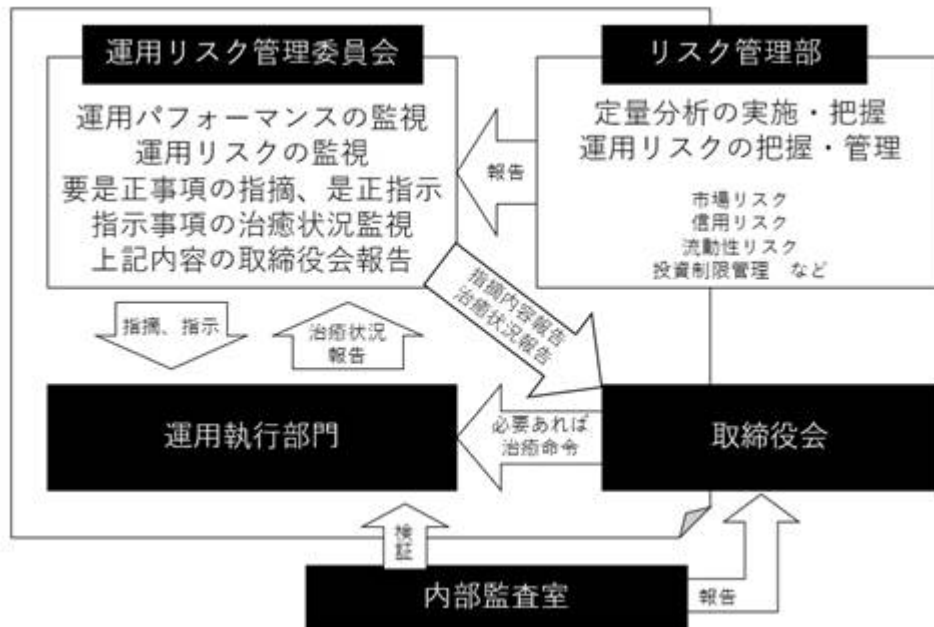 運用リスク管理委員会
運用パフォーマンスの監視
運用リスクの監視
要是正事項の指摘、是正指示
指示事項の治癒状況監視
上記内容の取締役会報告
リスク管理部
定量分析の実施・把握
運用リスクの把握・管理
市場リスク
信用リスク
流動性リスク
投資制限管理　など
報告
指摘内容報告
治癒状況報告
指摘、指示
治癒状況
報告
運用執行部門
必要あれば
治癒命令
取締役会
検証
内部監査室
報告